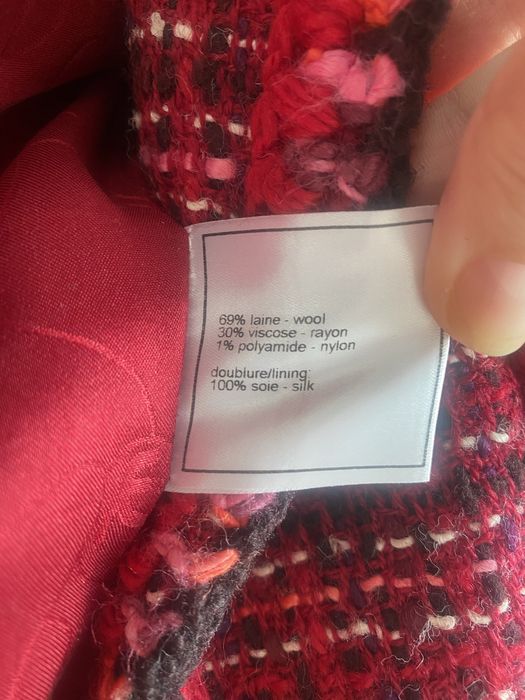 69% laine - wool
30% viscose - rayon
1% polyamide - nylon
doublure/lining:
100% soie - silk